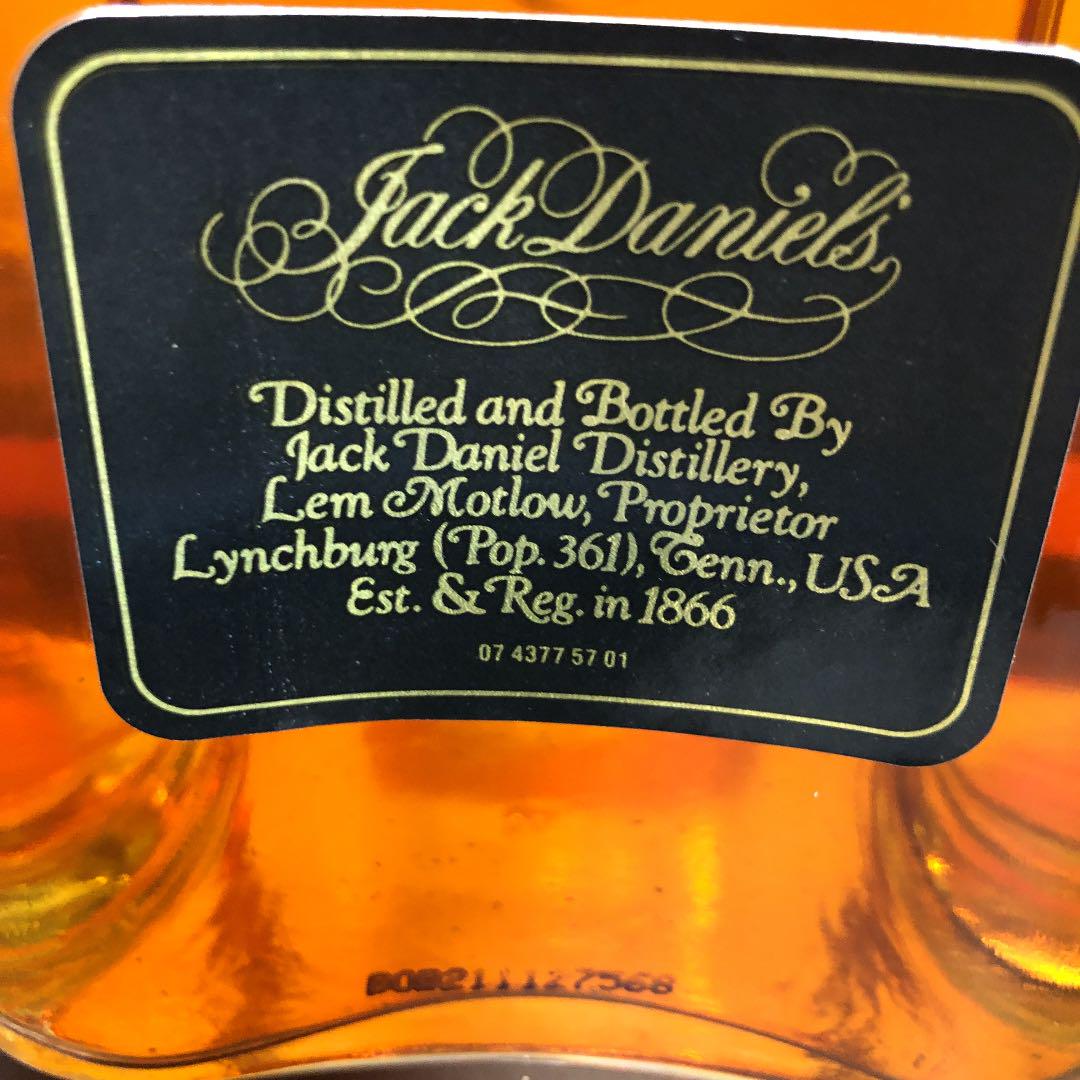 Jack Daniel's
Distilled and Bottled By
Jack Daniel Distillery,
Lem Motlow, Proprietor
Lynchburg (Pop. 361), Tenn., USA
Est. & Reg. in 1866
07 4377 57 01